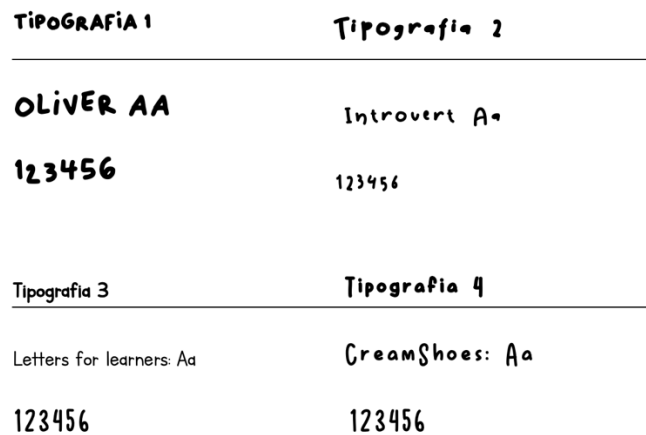 TiPOGRAFiA 1
Tipografia 2
OLiVER AA
Introvert Aa
123456
123456
Tipografia 3
Tipografia 4
Letters for learners: Aa
CreamShoes: Aa
123456
123456